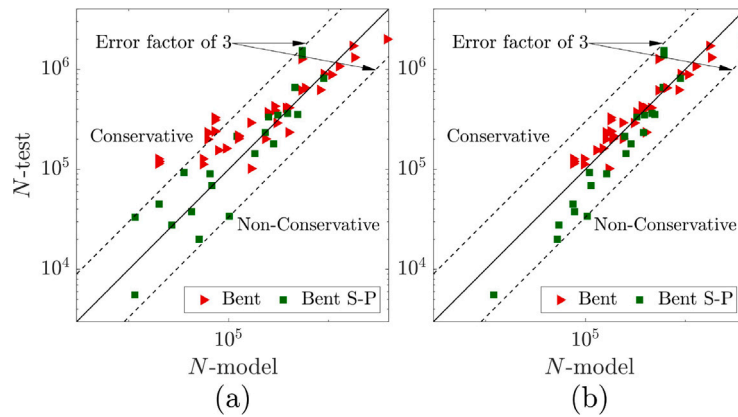 Error factor of 3
10^6
Conservative
10^5
N-test
Non-Conservative
10^4
Bent Bent S-P
10^5
N-model
(a)
Error factor of 3
10^6
Conservative
10^5
Non-Conservative
10^4
Bent Bent S-P
10^5
N-model
(b)